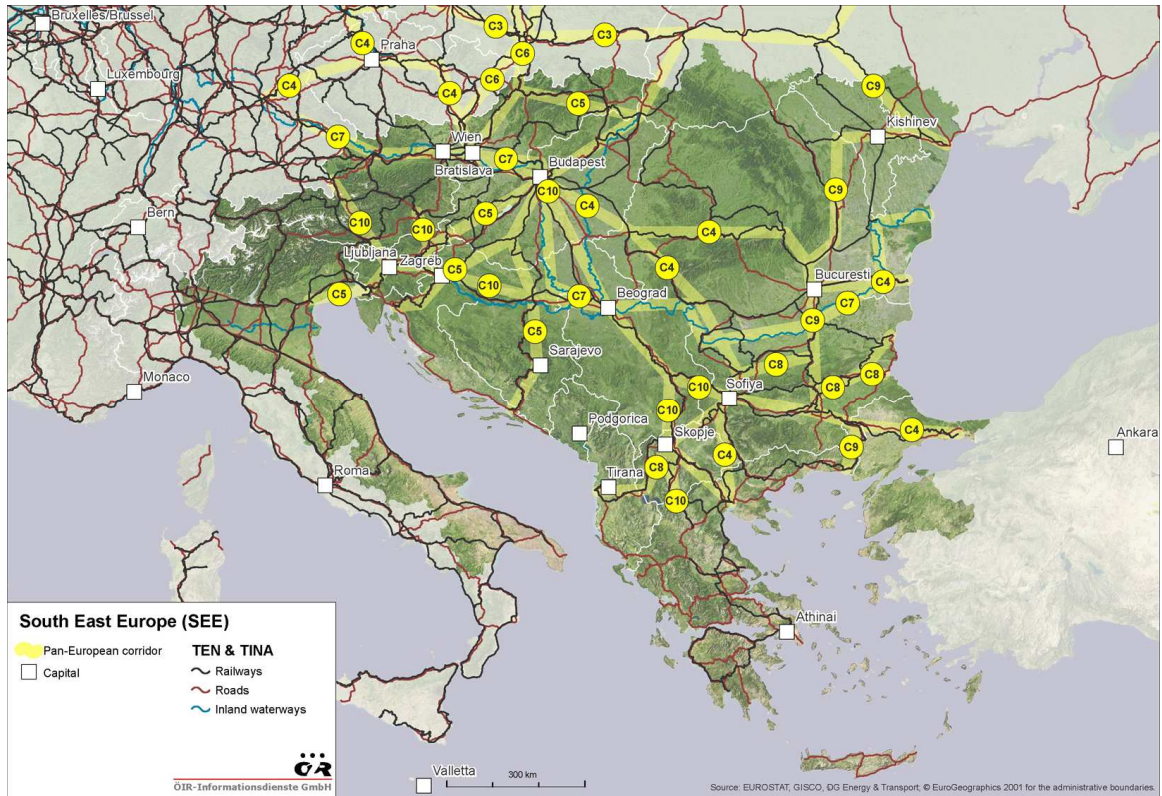 Bruxelles/Brussel
C3
C3
C4
Praha
C6
C6
Luxembourg
C4
C4
C9
C5
Kishinev
C7
Wien
C7
Bratislava
Budapest
C10
C9
C4
Bern
C10
C10
C5
C4
Ljubljana
Zagreb
C5
C4
C10
Bucuresti
C4
C5
C7
Beograd
C7
C9
C5
Sarajevo
C8
C8
C8
Monaco
C10
Sofiya
C10
Podgorica
Skopje
C4
Ankara
C9
C4
Roma
Tirana
C8
C10
Athinai
South East Europe (SEE)
Pan-European corridor
Capital
TEN & TINA
Railways
Roads
Inland waterways
ÖIR
ÖIR-Informationsdienste GmbH
Valletta
300 km
Source: EUROSTAT, GISCO, DG Energy & Transport; © EuroGeographics 2001 for the administrative boundaries.